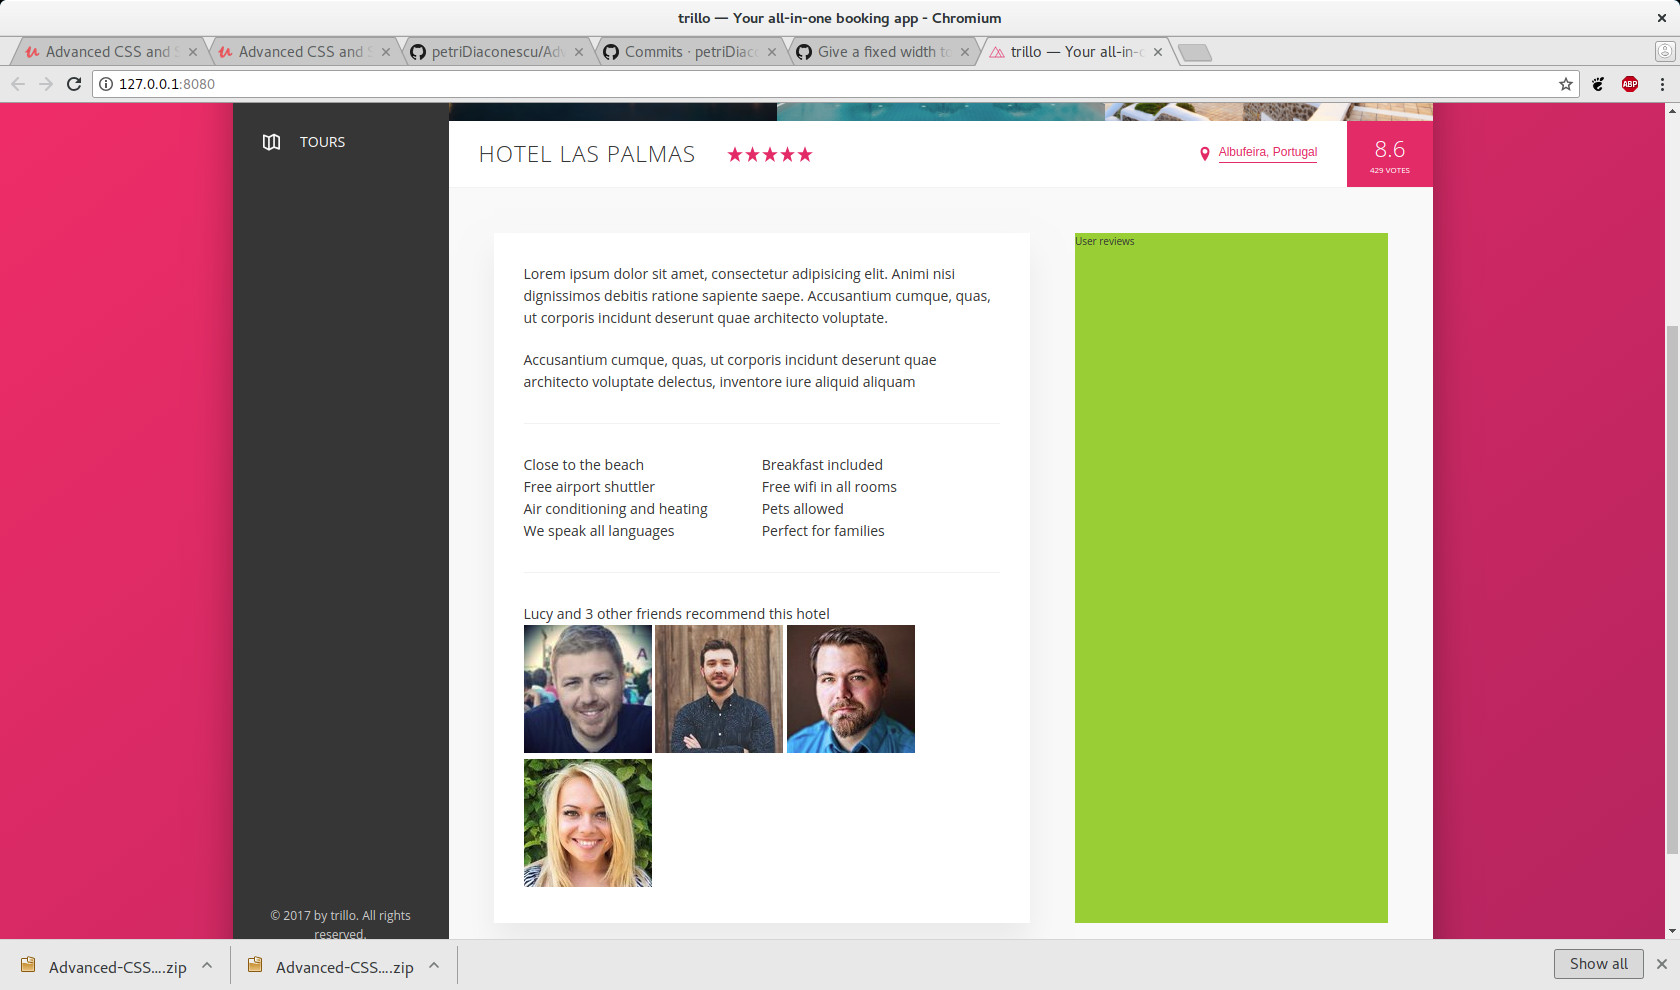 trillo — Your all-in-one booking app - Chromium
Advanced CSS and S
Advanced CSS and S
petriDiaconescu/Adv
Commits · petriDiaco
Give a fixed width to
trillo — Your all-in-o
127.0.0.1:8080
ABP
TOURS
HOTEL LAS PALMAS
Albufeira, Portugal
8.6
429 VOTES
User reviews
Lorem ipsum dolor sit amet, consectetur adipisicing elit. Animi nisi
dignissimos debitis ratione sapiente saepe. Accusantium cumque, quas,
ut corporis incidunt deserunt quae architecto voluptate.
Accusantium cumque, quas, ut corporis incidunt deserunt quae
architecto voluptate delectus, inventore iure aliquid aliquam
Close to the beach
Free airport shuttler
Air conditioning and heating
We speak all languages
Breakfast included
Free wifi in all rooms
Pets allowed
Perfect for families
Lucy and 3 other friends recommend this hotel
© 2017 by trillo. All rights
reserved.
Advanced-CSS....zip
Advanced-CSS....zip
Show all